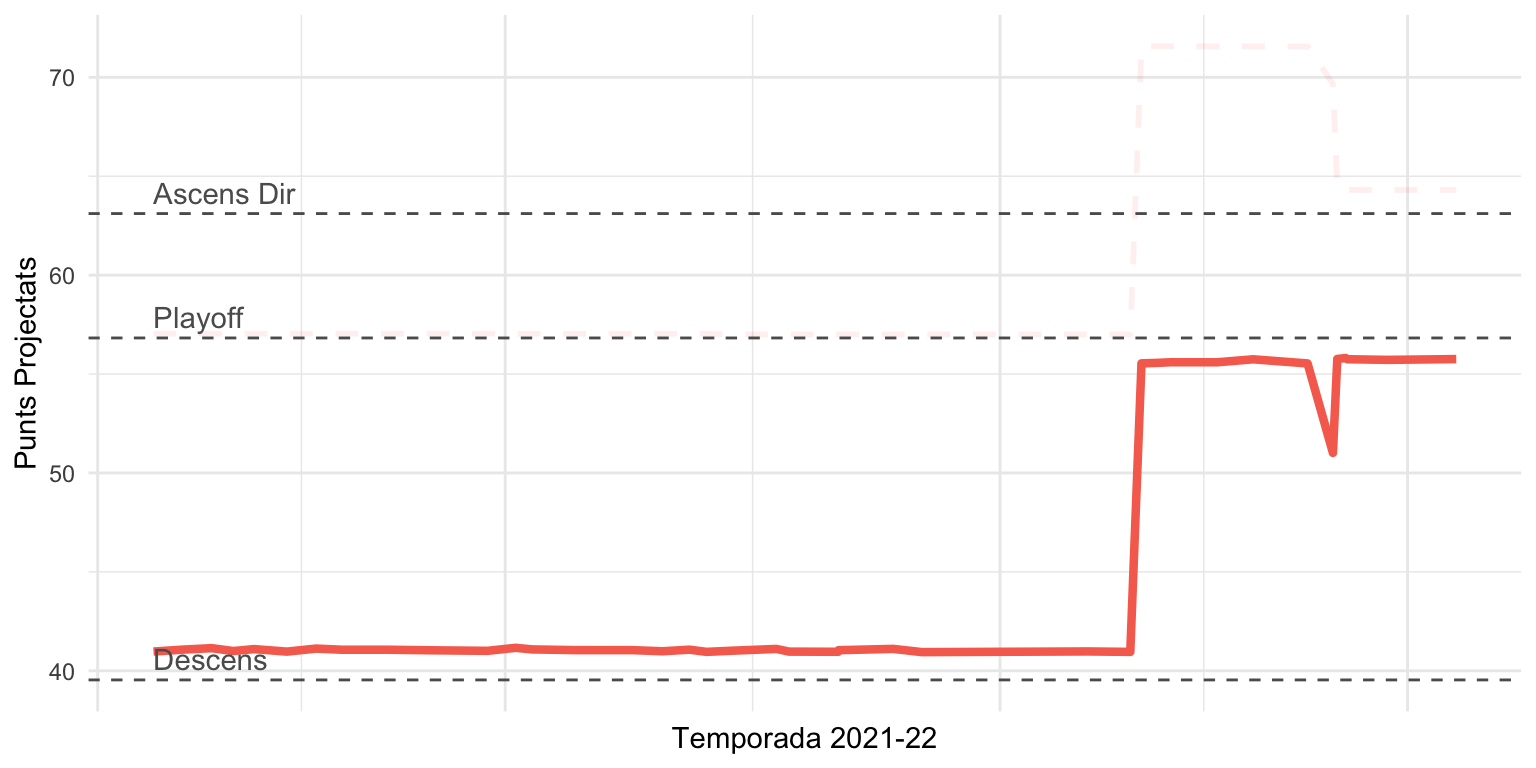 70
Ascens Dir
60
Playoff
50
Descens
40
Punts Projectats
Temporada 2021-22